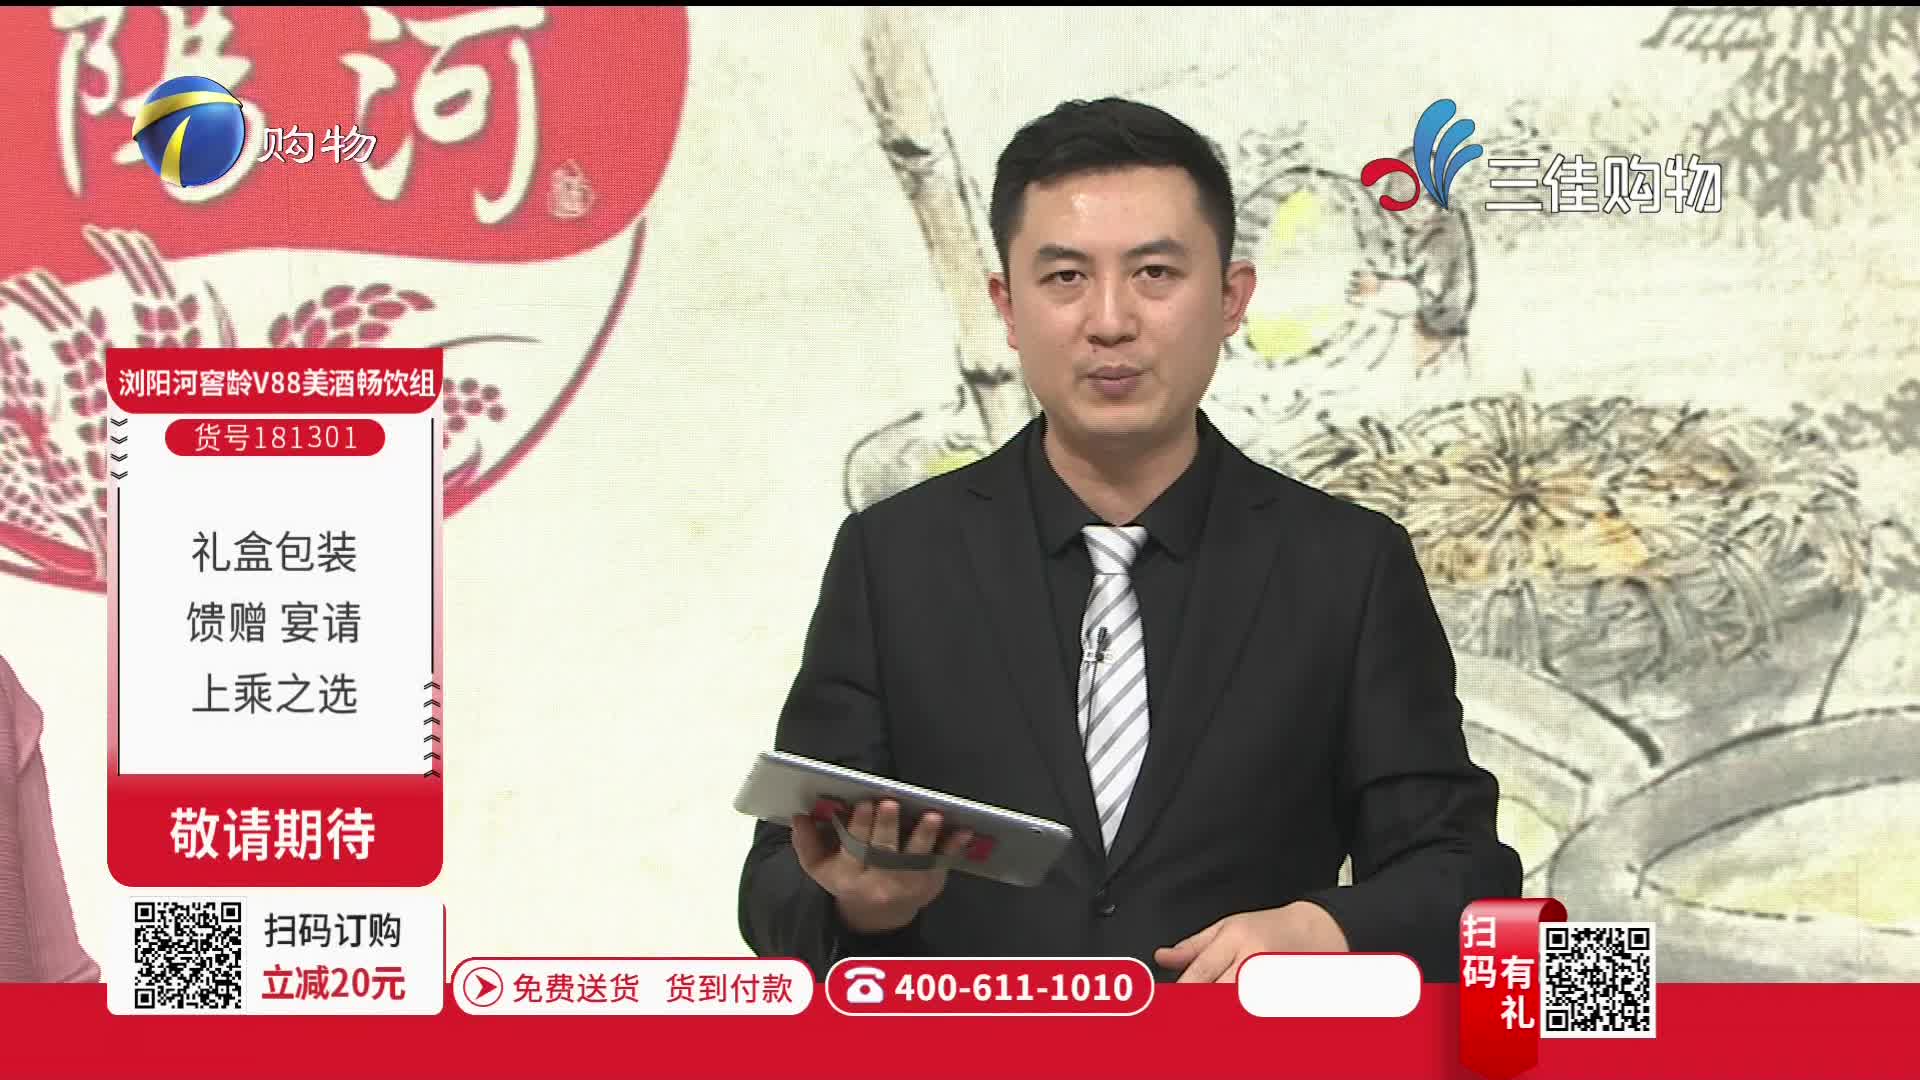 阳河
购物
三佳购物
浏阳河窖龄V88美酒畅饮组
货号181301
礼盒包装
馈赠 宴请
上乘之选
敬请期待
扫码订购
立减20元
免费送货 货到付款
400-611-1010
扫码
有礼